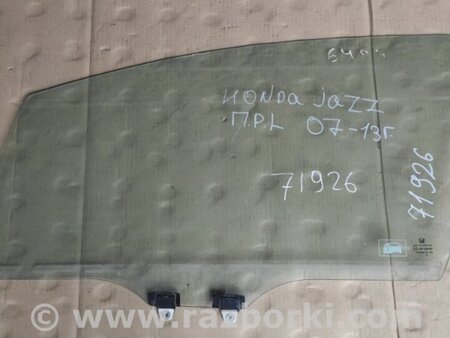 HONDA jAZZ
П.P.L 07-13г
71926
71926
www.razborki.com